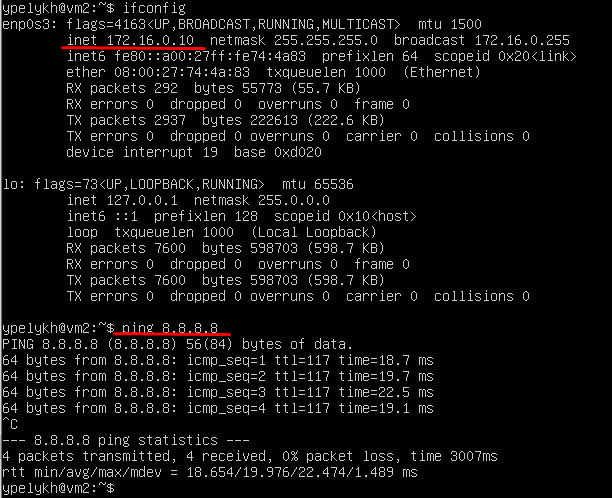 ypelykh@vm2:~$ ifconfig
enp0s3: flags=4163<UP,BROADCAST,RUNNING,MULTICAST>  mtu 1500
        inet 172.16.0.10  netmask 255.255.255.0  broadcast 172.16.0.255
        inet6 fe80::a00:27ff:fe74:4a83  prefixlen 64  scopeid 0x20<link>
        ether 08:00:27:74:4a:83  txqueuelen 1000  (Ethernet)
        RX packets 292  bytes 55773 (55.7 KB)
        RX errors 0  dropped 0  overruns 0  frame 0
        TX packets 2937  bytes 222613 (222.6 KB)
        TX errors 0  dropped 0 overruns 0  carrier 0  collisions 0
        device interrupt 19  base 0xd020

lo: flags=73<UP,LOOPBACK,RUNNING>  mtu 65536
        inet 127.0.0.1  netmask 255.0.0.0
        inet6 ::1  prefixlen 128  scopeid 0x10<host>
        loop  txqueuelen 1000  (Local Loopback)
        RX packets 7600  bytes 598703 (598.7 KB)
        RX errors 0  dropped 0  overruns 0  frame 0
        TX packets 7600  bytes 598703 (598.7 KB)
        TX errors 0  dropped 0 overruns 0  carrier 0  collisions 0

ypelykh@vm2:~$ ping 8.8.8.8
PING 8.8.8.8 (8.8.8.8) 56(84) bytes of data.
64 bytes from 8.8.8.8: icmp_seq=1 ttl=117 time=18.7 ms
64 bytes from 8.8.8.8: icmp_seq=2 ttl=117 time=19.7 ms
64 bytes from 8.8.8.8: icmp_seq=3 ttl=117 time=22.5 ms
64 bytes from 8.8.8.8: icmp_seq=4 ttl=117 time=19.1 ms
^C
--- 8.8.8.8 ping statistics ---
4 packets transmitted, 4 received, 0% packet loss, time 3007ms
rtt min/avg/max/mdev = 18.654/19.976/22.474/1.489 ms
ypelykh@vm2:~$